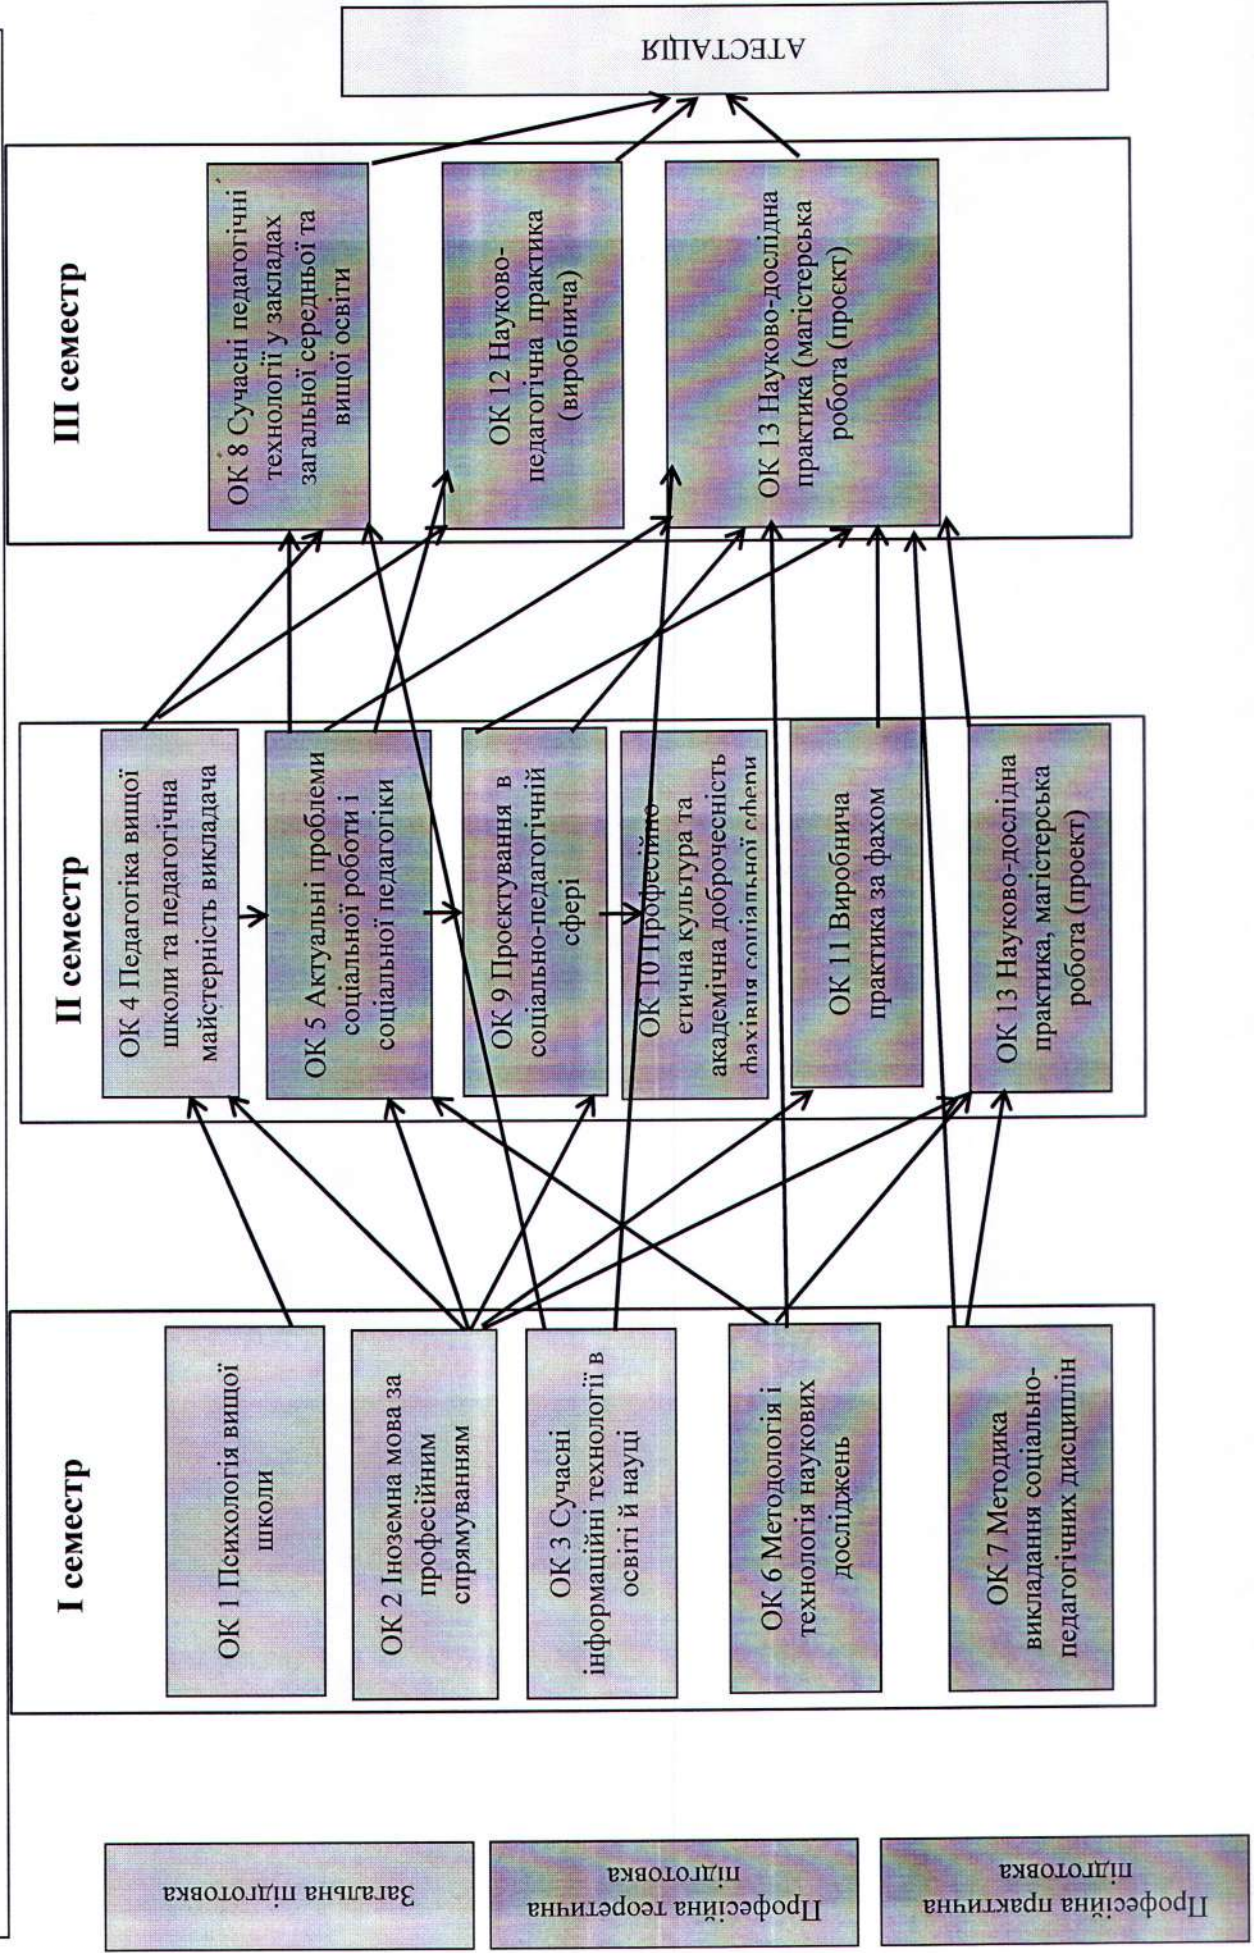 І семестр
ОК 1 Психологія вищої
школи
ОК 2 Іноземна мова за
професійним
спрямуванням
ОК 3 Сучасні
інформаційні технології в
освіті й науці
ОК 6 Методологія і
технологія наукових
досліджень
ОК 7 Методика
викладання соціально-
педагогічних дисциплін
ІІ семестр
ОК 4 Педагогіка вищої
школи та педагогічна
майстерність викладача
ОК 5 Актуальні проблеми
соціальної роботи і
соціальної педагогіки
ОК 9 Проєктування в
соціально-педагогічній
сфері
ОК 10 Професійно
етична культура та
академічна доброчесність
фахівця соціальної сфери
ОК 11 Виробнича
практика за фахом
ОК 13 Науково-дослідна
практика, магістерська
робота (проект)
ІІІ семестр
ОК 8 Сучасні педагогічні
технології у закладах
загальної середньої та
вищої освіти
ОК 12 Науково-
педагогічна практика
(виробнича)
ОК 13 Науково-дослідна
практика (магістерська
робота (проєкт)
АТЕСТАЦІЯ
Загальна підготовка
Професійна теоретична
підготовка
Професійна практична
підготовка